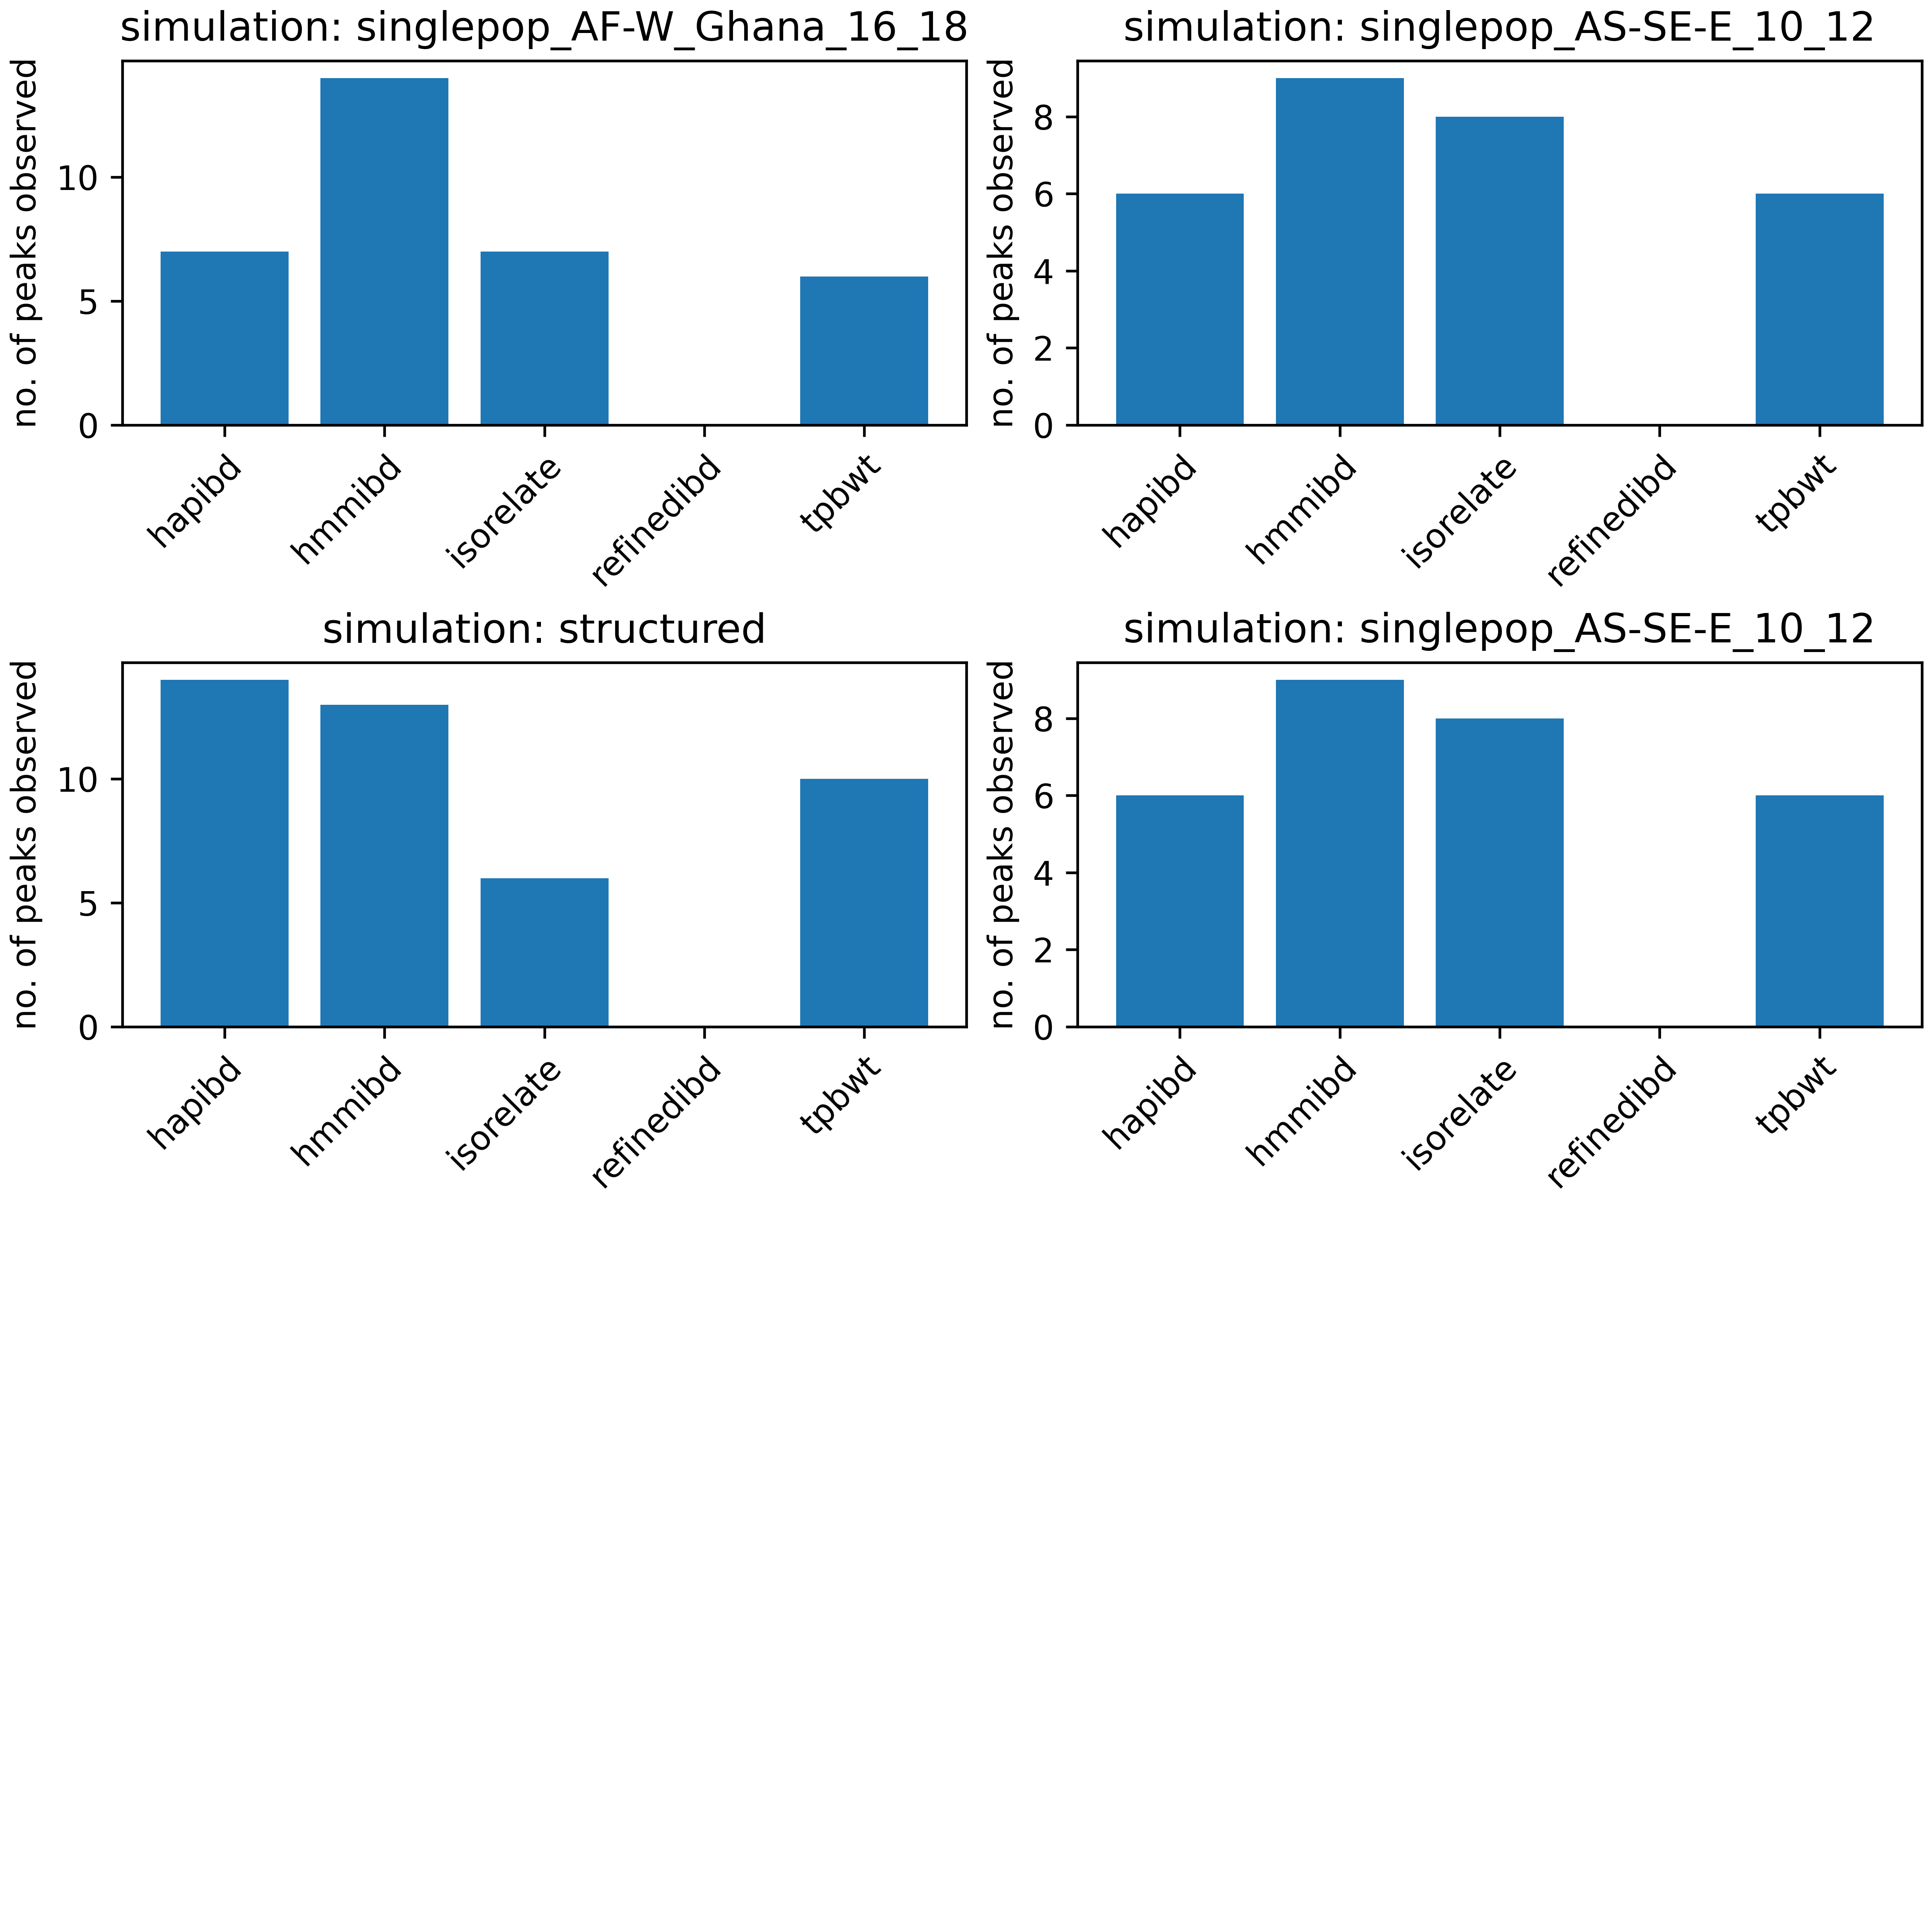 simulation: singlepop_AF-W_Ghana_16_18
no. of peaks observed
10
5
0
hapibd
hmmibd
isorelate
refinedibd
tpbwt
simulation: singlepop_AS-SE-E_10_12
no. of peaks observed
8
6
4
2
0
hapibd
hmmibd
isorelate
refinedibd
tpbwt
simulation: structured
no. of peaks observed
10
5
0
hapibd
hmmibd
isorelate
refinedibd
tpbwt
simulation: singlepop_AS-SE-E_10_12
no. of peaks observed
8
6
4
2
0
hapibd
hmmibd
isorelate
refinedibd
tpbwt